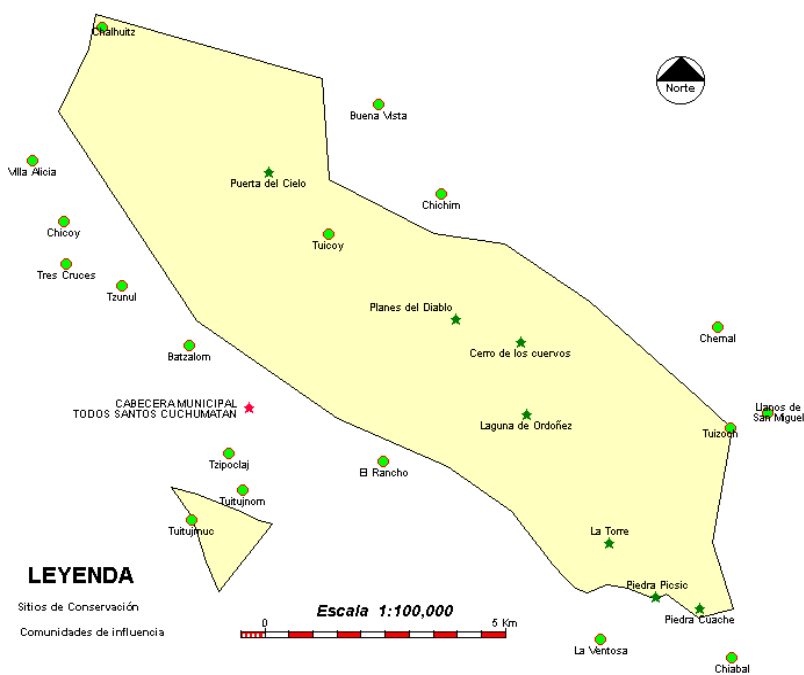 Chalhuitz
Norte
Buena Vista
Villa Alicia
Puerta del Cielo
Chichim
Chicoy
Tuicoy
Tres Cruces
Tzunul
Planes del Diablo
Chemal
Cerro de los cuervos
Batzalom
CABECERA MUNICIPAL
TODOS SANTOS CUCHUMATAN
Llanos de
San Miguel
Laguna de Ordoñez
Tuizoch
Tzipoclaj
El Rancho
Tuitujnom
Tuitujmuc
La Torre
LEYENDA
Piedra Picsic
Sitios de Conservación
Escala 1:100,000
Piedra Cuache
0
5 Km
Comunidades de influencia
La Ventosa
Chiabal